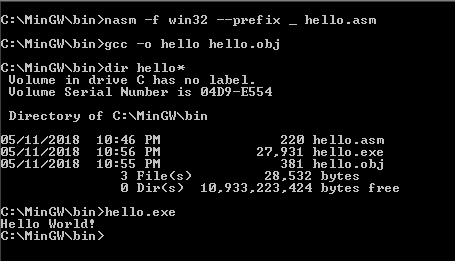 C:\MinGW\bin>nasm -f win32 --prefix _ hello.asm
C:\MinGW\bin>gcc -o hello hello.obj
C:\MinGW\bin>dir hello*
 Volume in drive C has no label.
 Volume Serial Number is 04D9-E554
 Directory of C:\MinGW\bin
05/11/2018  10:46 PM               220 hello.asm
05/11/2018  10:56 PM            27,931 hello.exe
05/11/2018  10:55 PM               381 hello.obj
               3 File(s)         28,532 bytes
               0 Dir(s)  10,933,223,424 bytes free
C:\MinGW\bin>hello.exe
Hello World!
C:\MinGW\bin>